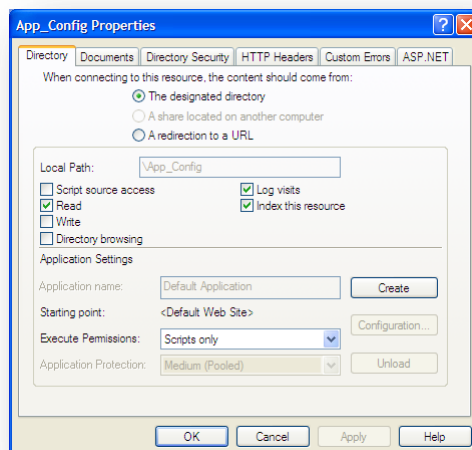 App_Config Properties
Directory Documents Directory Security HTTP Headers Custom Errors ASP.NET
When connecting to this resource, the content should come from:
The designated directory
A share located on another computer
A redirection to a URL
Local Path: \App_Config
Script source access Log visits
Read Index this resource
Write
Directory browsing
Application Settings
Application name: Default Application Create
Starting point: <Default Web Site>
Configuration...
Execute Permissions: Scripts only
Application Protection: Medium (Pooled) Unload
OK Cancel Apply Help